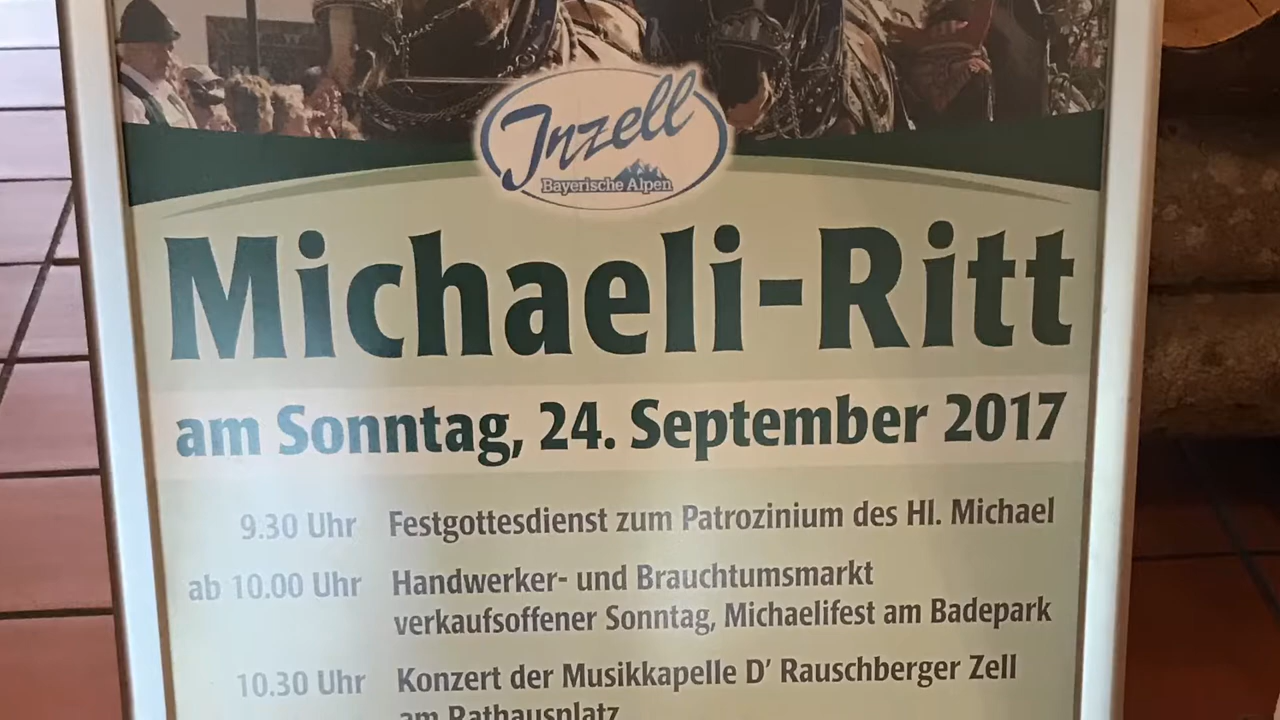 Inzell
Bayerische Alpen
Michaeli-Ritt
am Sonntag, 24. September 2017
9.30 Uhr Festgottesdienst zum Patrozinium des Hl. Michael
ab 10.00 Uhr Handwerker- und Brauchtumsmarkt
verkaufsoffener Sonntag, Michaelifest am Badepark
10.30 Uhr Konzert der Musikkapelle D' Rauschberger Zell
am Rathausplatz